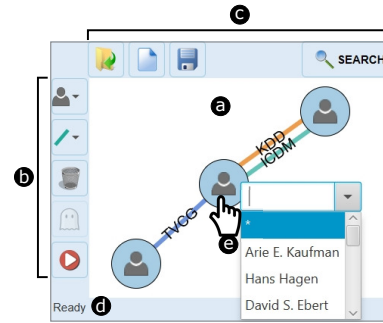 c
SEARCH
a
KDD
ICDM
b
TVCG
e
*
Arie E. Kaufman
Hans Hagen
David S. Ebert
Ready
d